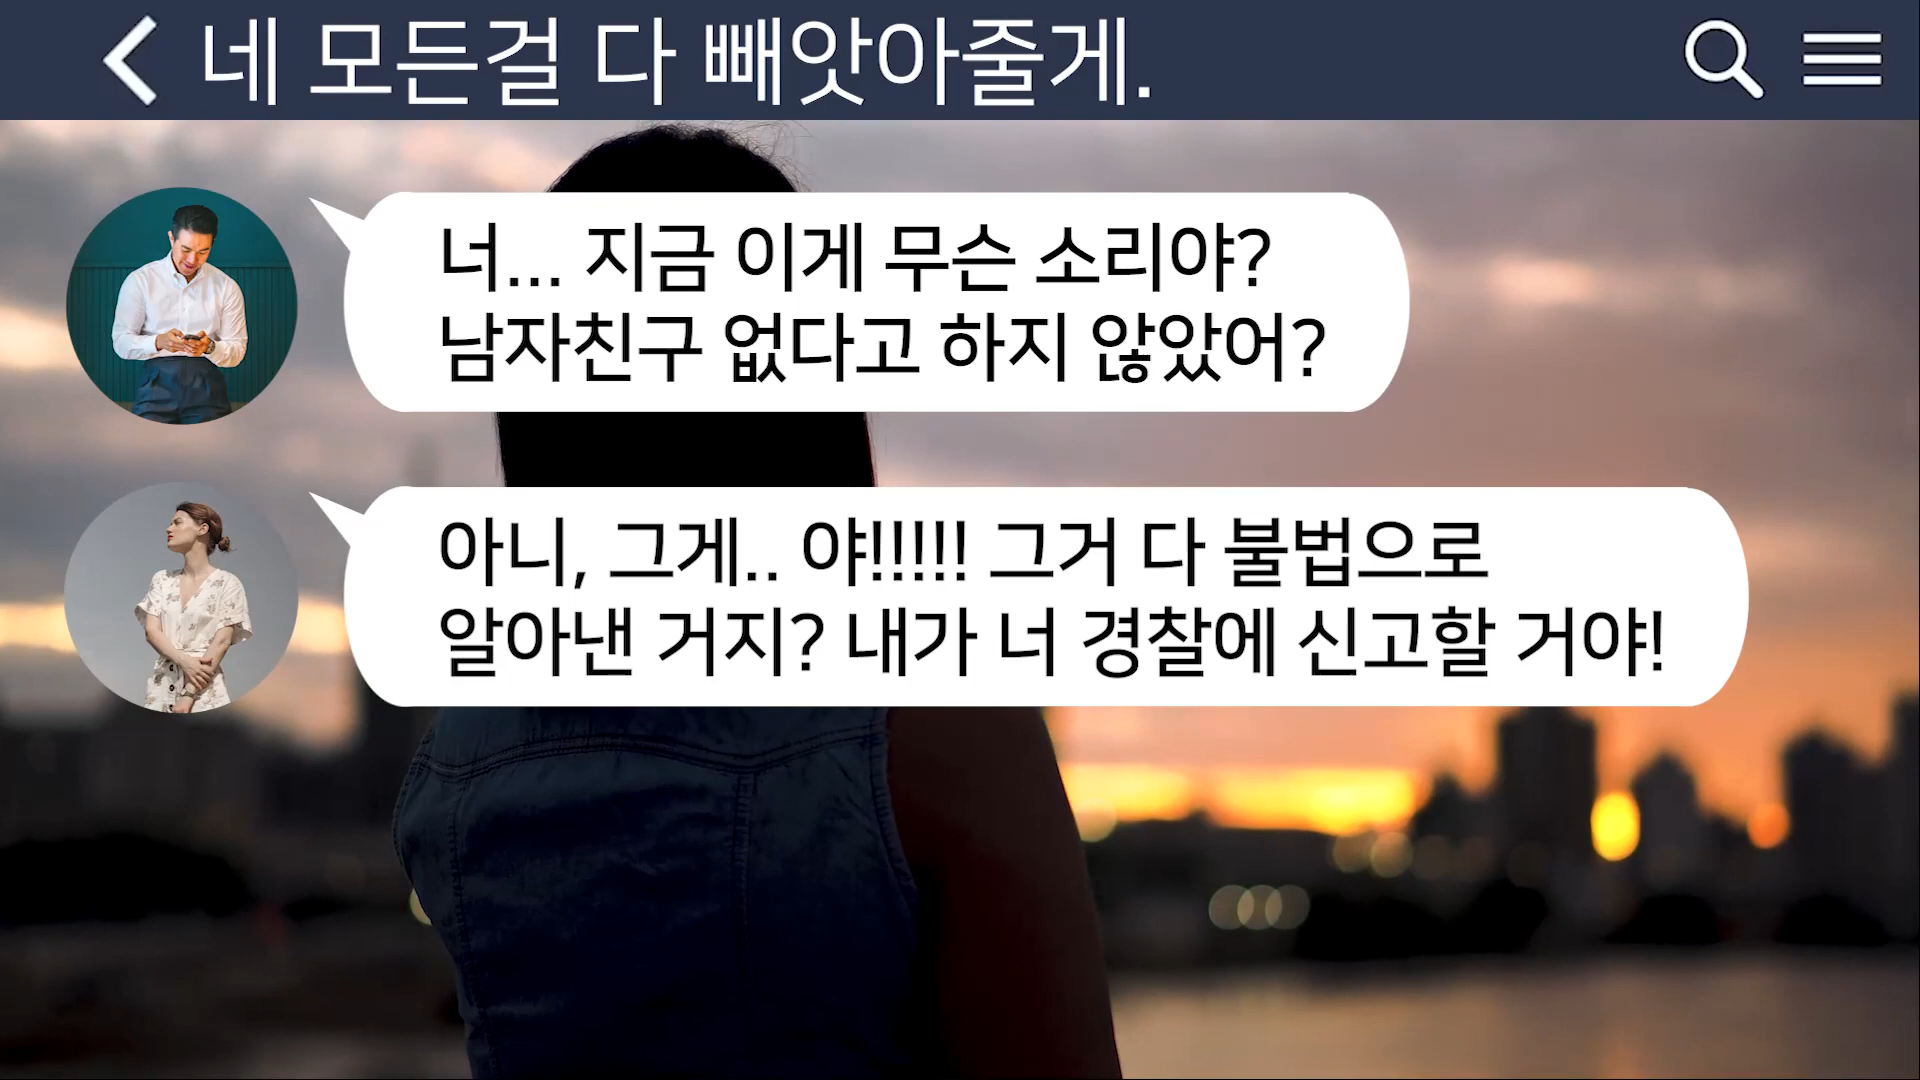 네 모든걸 다 빼앗아줄게.
너... 지금 이게 무슨 소리야?
남자친구 없다고 하지 않았어?
아니, 그게.. 야!!!!! 그거 다 불법으로
알아낸 거지? 내가 너 경찰에 신고할 거야!